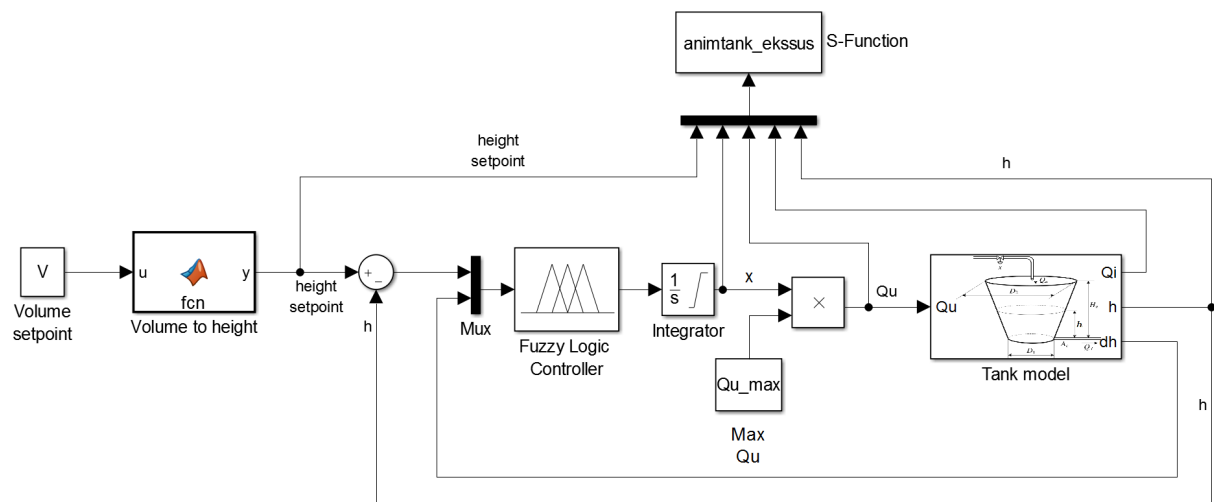 animtank_ekssus
S-Function
height
setpoint
h
V
Volume
setpoint
u
y
fcn
Volume to height
height
setpoint
h
+
−
Mux
Fuzzy Logic
Controller
1
s
Integrator
x
×
Qu_max
Max
Qu
Qu
Qu
Qi
h
dh
h
Tank model
h